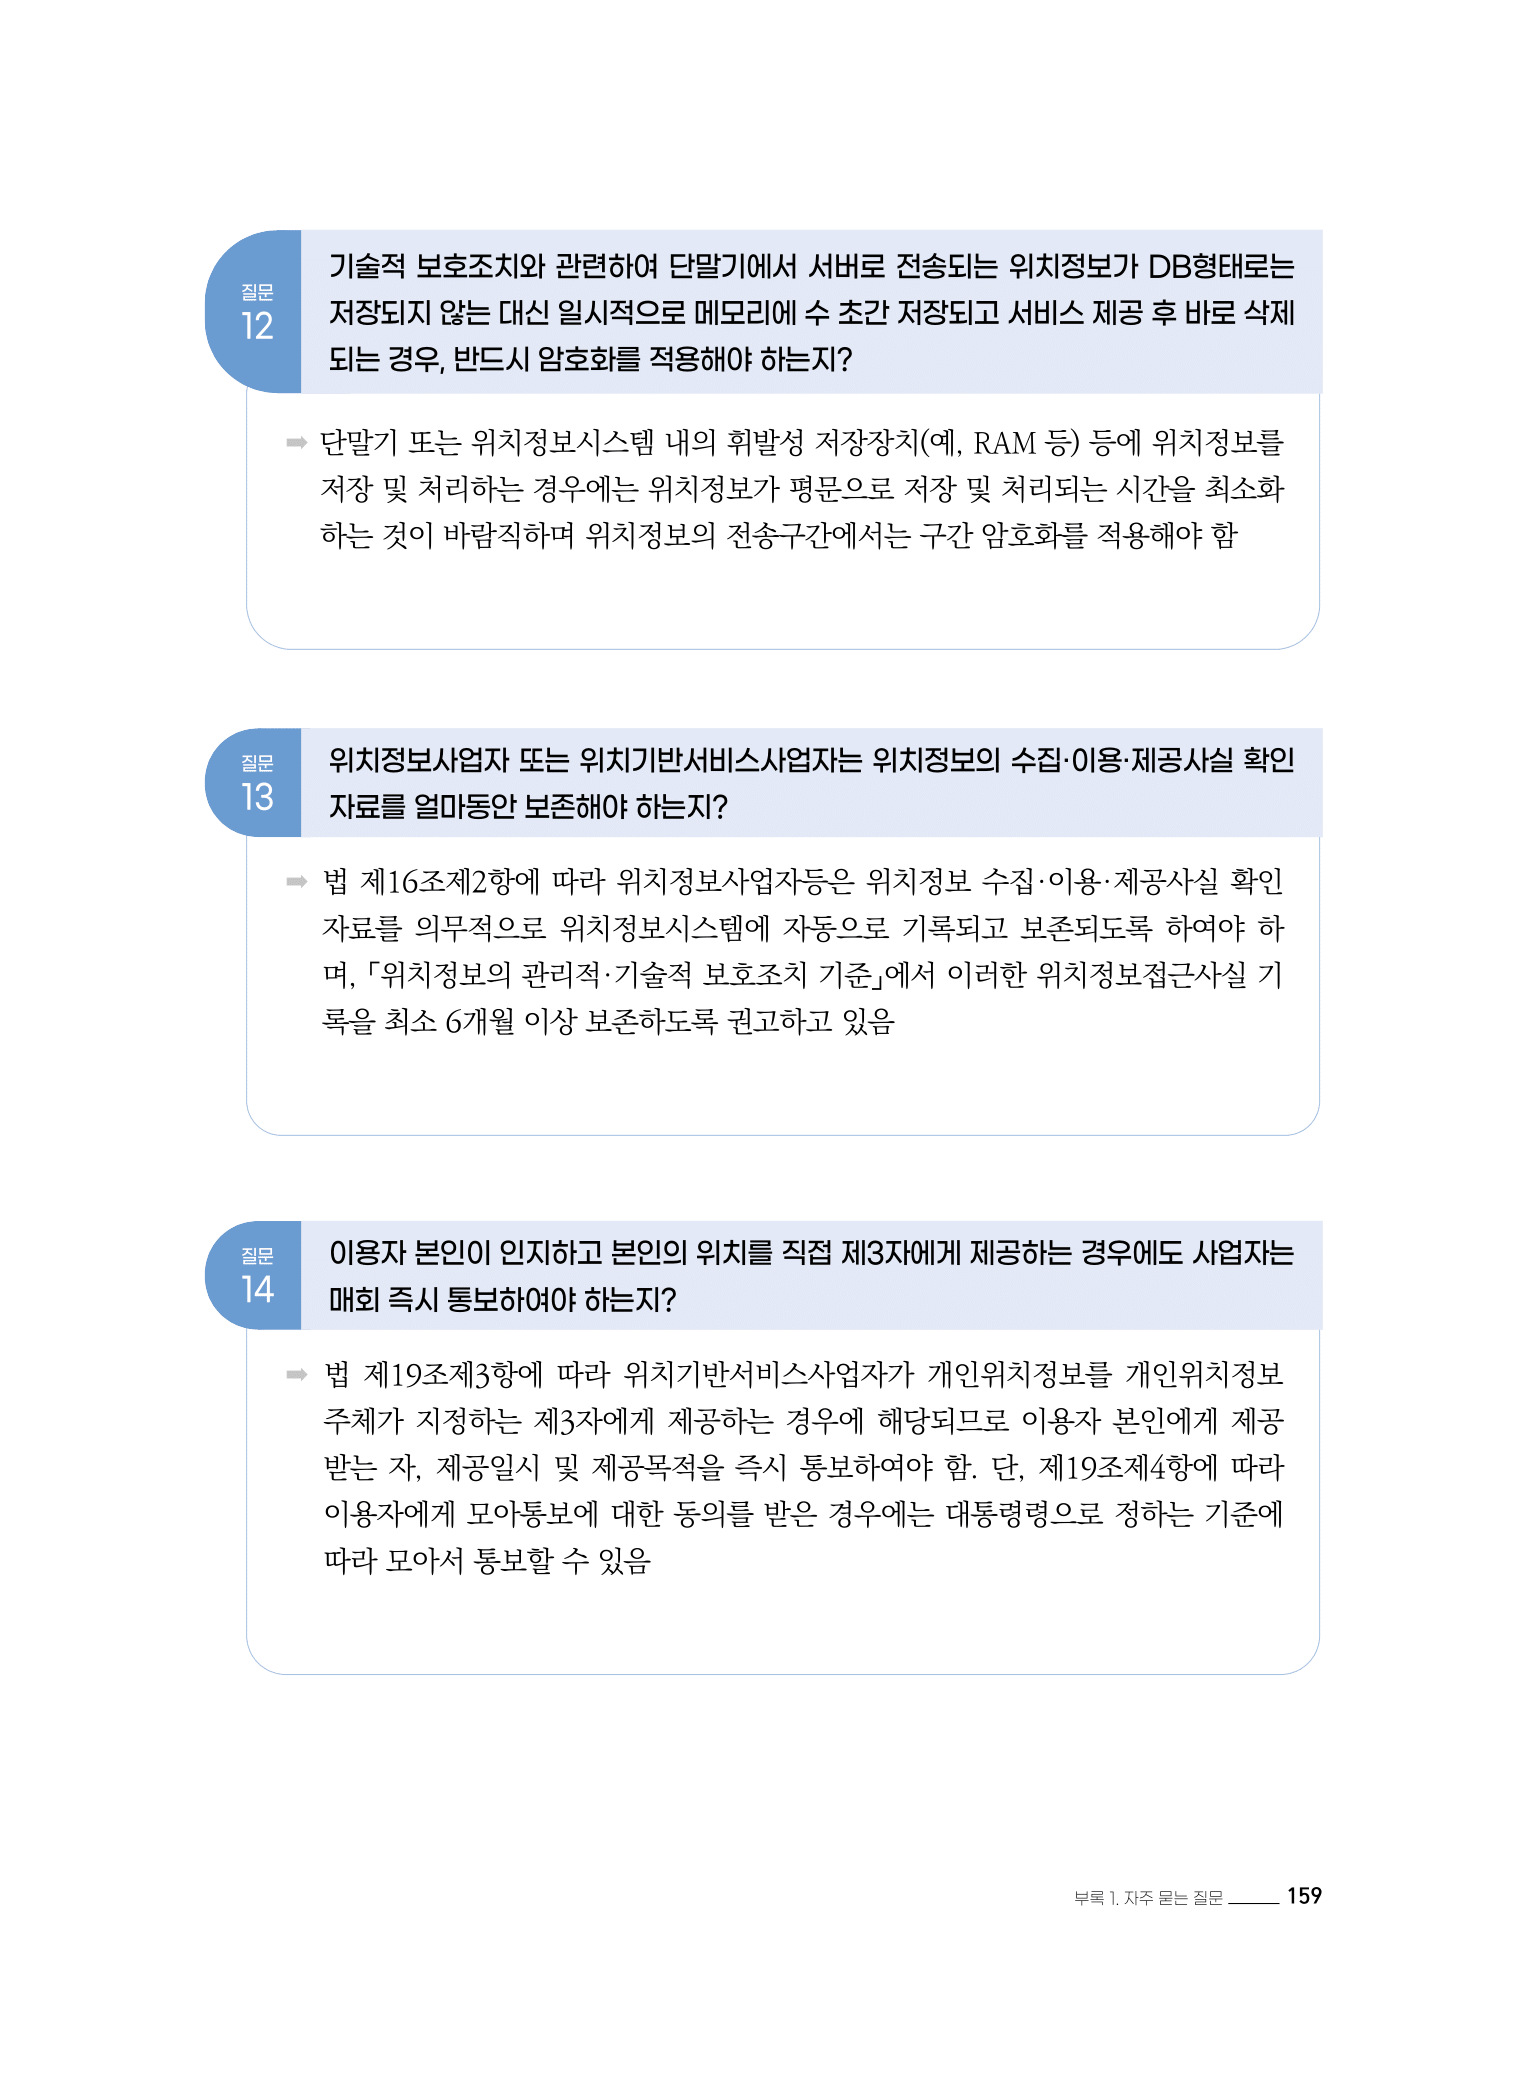 질문
12
기술적 보호조치와 관련하여 단말기에서 서버로 전송되는 위치정보가 DB형태로는
저장되지 않는 대신 일시적으로 메모리에 수 초간 저장되고 서비스 제공 후 바로 삭제
되는 경우, 반드시 암호화를 적용해야 하는지?
➡ 단말기 또는 위치정보시스템 내의 휘발성 저장장치(예, RAM 등) 등에 위치정보를
저장 및 처리하는 경우에는 위치정보가 평문으로 저장 및 처리되는 시간을 최소화
하는 것이 바람직하며 위치정보의 전송구간에서는 구간 암호화를 적용해야 함
질문
13
위치정보사업자 또는 위치기반서비스사업자는 위치정보의 수집·이용·제공사실 확인
자료를 얼마동안 보존해야 하는지?
➡ 법 제16조제2항에 따라 위치정보사업자등은 위치정보 수집·이용·제공사실 확인
자료를 의무적으로 위치정보시스템에 자동으로 기록되고 보존되도록 하여야 하
며, 「위치정보의 관리적·기술적 보호조치 기준」에서 이러한 위치정보접근사실 기
록을 최소 6개월 이상 보존하도록 권고하고 있음
질문
14
이용자 본인이 인지하고 본인의 위치를 직접 제3자에게 제공하는 경우에도 사업자는
매회 즉시 통보하여야 하는지?
➡ 법 제19조제3항에 따라 위치기반서비스사업자가 개인위치정보를 개인위치정보
주체가 지정하는 제3자에게 제공하는 경우에 해당되므로 이용자 본인에게 제공
받는 자, 제공일시 및 제공목적을 즉시 통보하여야 함. 단, 제19조제4항에 따라
이용자에게 모아통보에 대한 동의를 받은 경우에는 대통령령으로 정하는 기준에
따라 모아서 통보할 수 있음
부록 1. 자주 묻는 질문 159